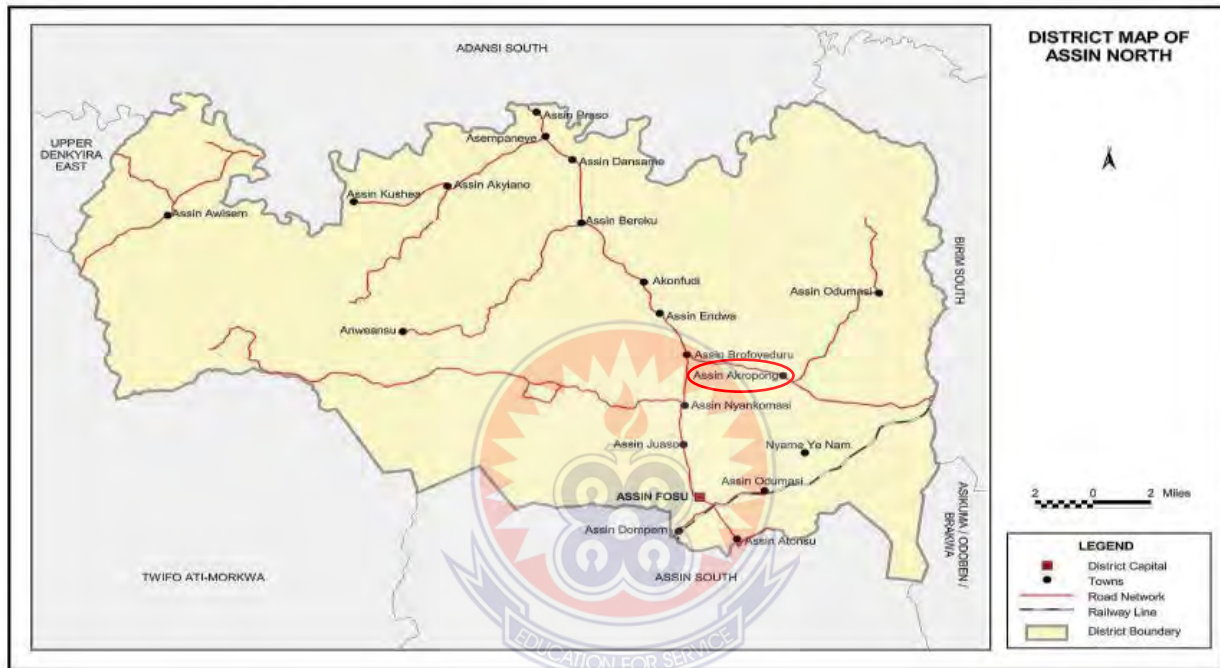 DISTRICT MAP OF
ASSIN NORTH
ADANSI SOUTH
UPPER
DENKYIRA
EAST
Assin Praso
Asempaneye
Assin Dansame
Assin Kushea
Assin Akyiano
Assin Awisem
Assin Bereku
BIRIM SOUTH
Akonfudi
Assin Odumasi
Assin Endwa
Anweansu
Assin Brofoyeduru
Assin Akropong
Assin Nyankomasi
Assin Juaso
Nyame Ye Nam
Assin Odumasi
ASSIN FOSU
Assin Dompem
Assin Atonsu
ASIKUMA / ODOBEN /
BRAKWA
TWIFO ATI-MORKWA
ASSIN SOUTH
EDUCATION FOR SERVICE
2 0 2 Miles
LEGEND
District Capital
Towns
Road Network
Railway Line
District Boundary